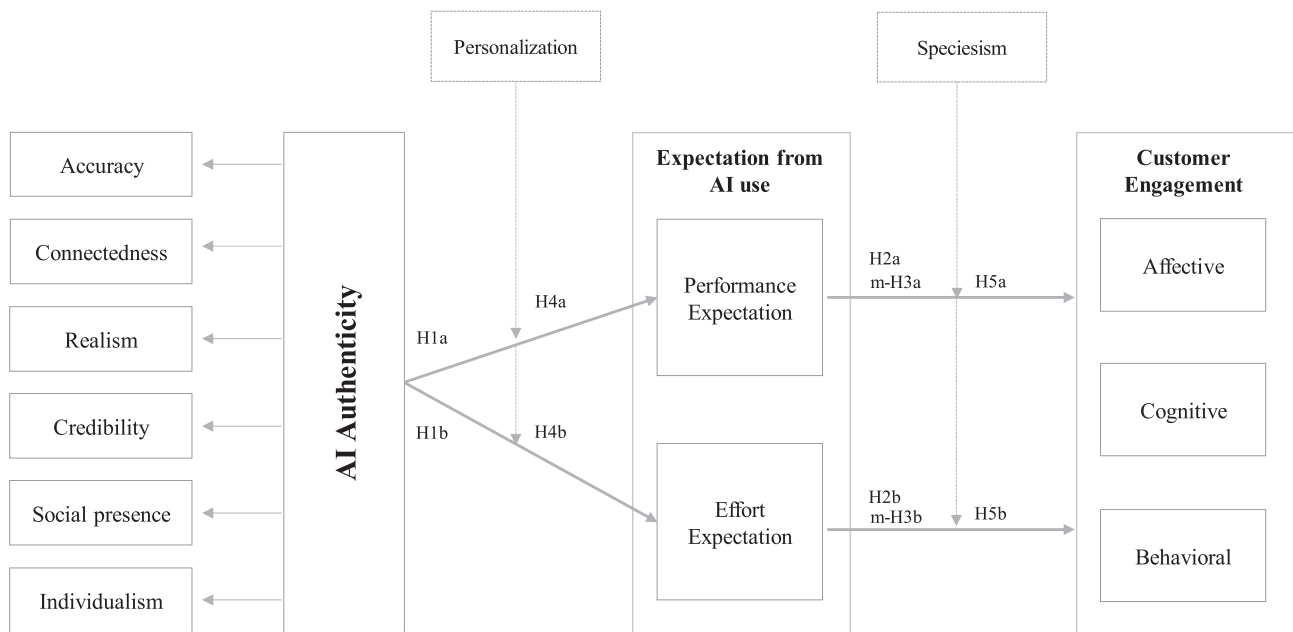 Personalization
Speciesism
Accuracy
Connectedness
Realism
Credibility
Social presence
Individualism
AI Authenticity
H1a
H1b
H4a
H4b
Expectation from
AI use
Performance
Expectation
Effort
Expectation
H2a
m-H3a
H5a
H2b
m-H3b
H5b
Customer
Engagement
Affective
Cognitive
Behavioral